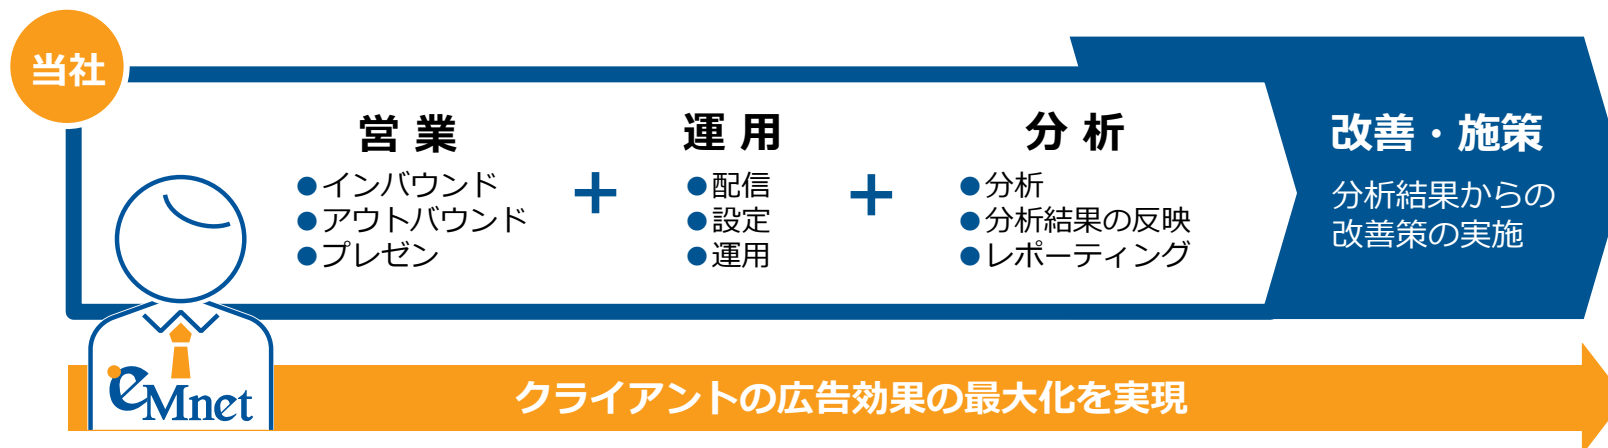 当社
営業
●インバウンド
●アウトバウンド
●プレゼン
+
運用
●配信
●設定
●運用
+
分析
●分析
●分析結果の反映
●レポーティング
改善・施策
分析結果からの
改善策の実施
eMnet
クライアントの広告効果の最大化を実現